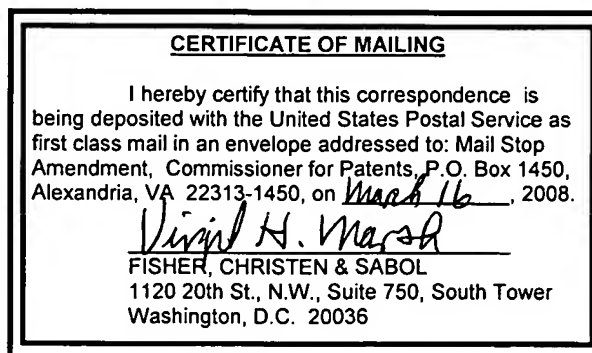 CERTIFICATE OF MAILING
I hereby certify that this correspondence is
being deposited with the United States Postal Service as
first class mail in an envelope addressed to: Mail Stop
Amendment, Commissioner for Patents, P.O. Box 1450,
Alexandria, VA 22313-1450, on March 16, 2008.
Virgil H. Marsh
FISHER, CHRISTEN & SABOL
1120 20th St., N.W., Suite 750, South Tower
Washington, D.C. 20036